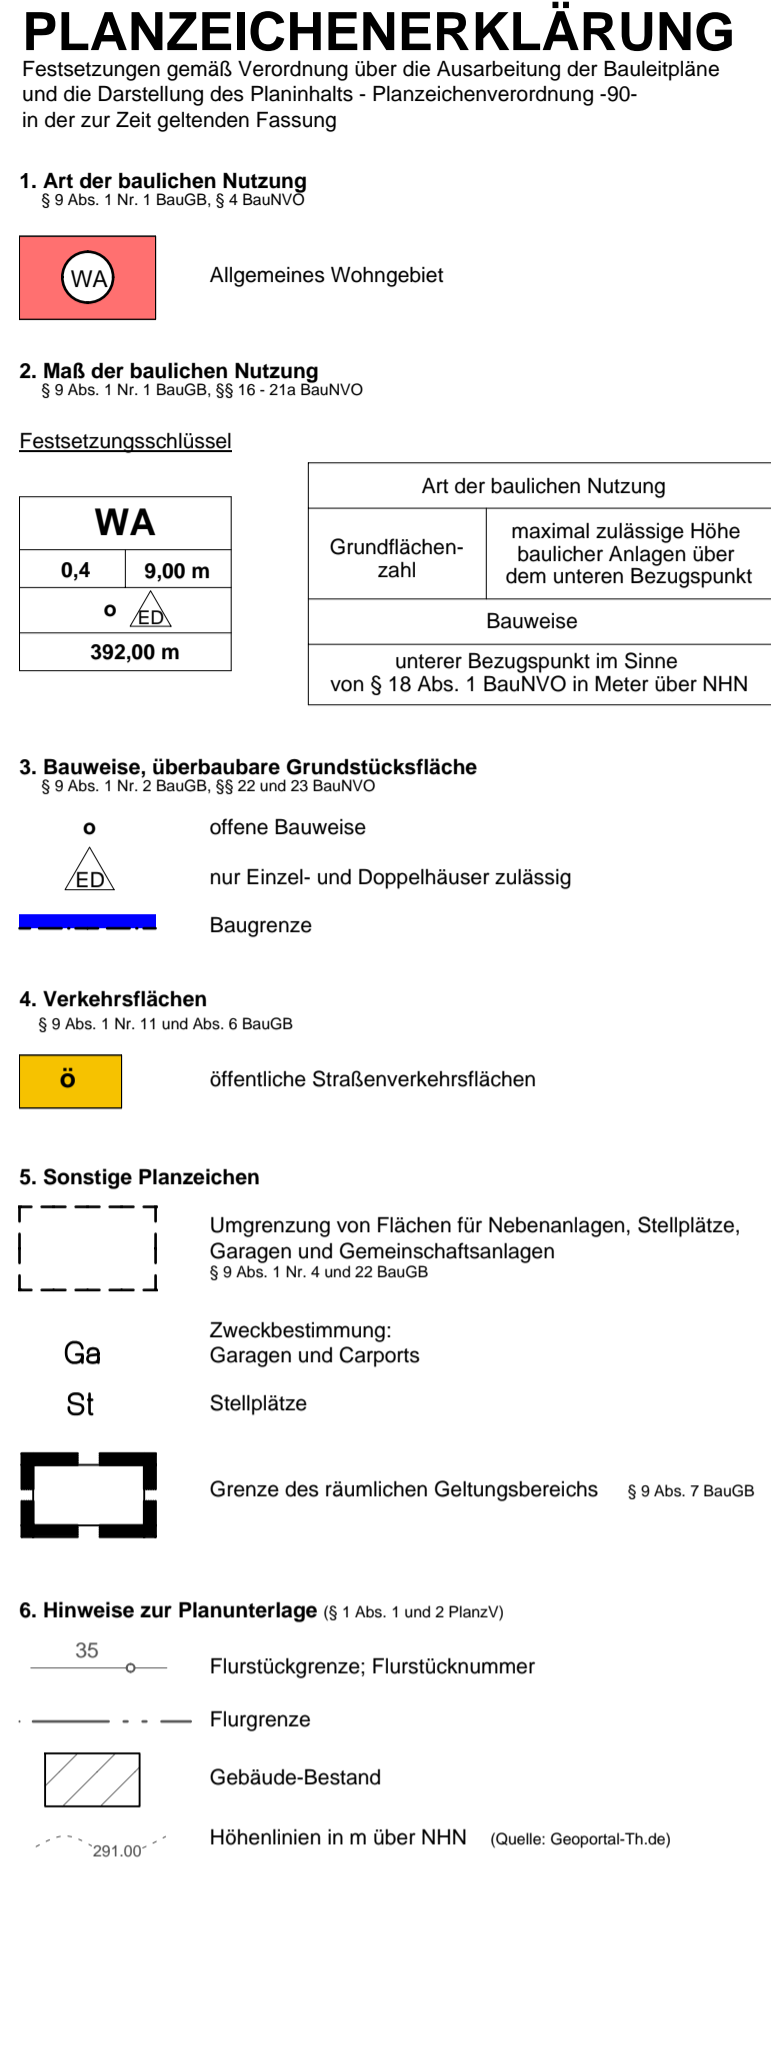 PLANZEICHENERKLÄRUNG
Festsetzungen gemäß Verordnung über die Ausarbeitung der Bauleitpläne
und die Darstellung des Planinhalts - Planzeichenverordnung -90-
in der zur Zeit geltenden Fassung
1. Art der baulichen Nutzung
§ 9 Abs. 1 Nr. 1 BauGB, § 4 BauNVO
WA
Allgemeines Wohngebiet
2. Maß der baulichen Nutzung
§ 9 Abs. 1 Nr. 1 BauGB, §§ 16 - 21a BauNVO
Festsetzungsschlüssel
WA
0,4 9,00 m
o ED
392,00 m
Art der baulichen Nutzung
Grundflächen-
zahl
maximal zulässige Höhe
baulicher Anlagen über
dem unteren Bezugspunkt
Bauweise
unterer Bezugspunkt im Sinne
von § 18 Abs. 1 BauNVO in Meter über NHN
3. Bauweise, überbaubare Grundstücksfläche
§ 9 Abs. 1 Nr. 2 BauGB, §§ 22 und 23 BauNVO
o offene Bauweise
ED nur Einzel- und Doppelhäuser zulässig
Baugrenze
4. Verkehrsflächen
§ 9 Abs. 1 Nr. 11 und Abs. 6 BauGB
ö öffentliche Straßenverkehrsflächen
5. Sonstige Planzeichen
Umgrenzung von Flächen für Nebenanlagen, Stellplätze,
Garagen und Gemeinschaftsanlagen
§ 9 Abs. 1 Nr. 4 und 22 BauGB
Zweckbestimmung:
Ga Garagen und Carports
St Stellplätze
Grenze des räumlichen Geltungsbereichs § 9 Abs. 7 BauGB
6. Hinweise zur Planunterlage (§ 1 Abs. 1 und 2 PlanzV)
35
Flurstückgrenze; Flurstücknummer
Flurgrenze
Gebäude-Bestand
Höhenlinien in m über NHN (Quelle: Geoportal-Th.de)
291.00